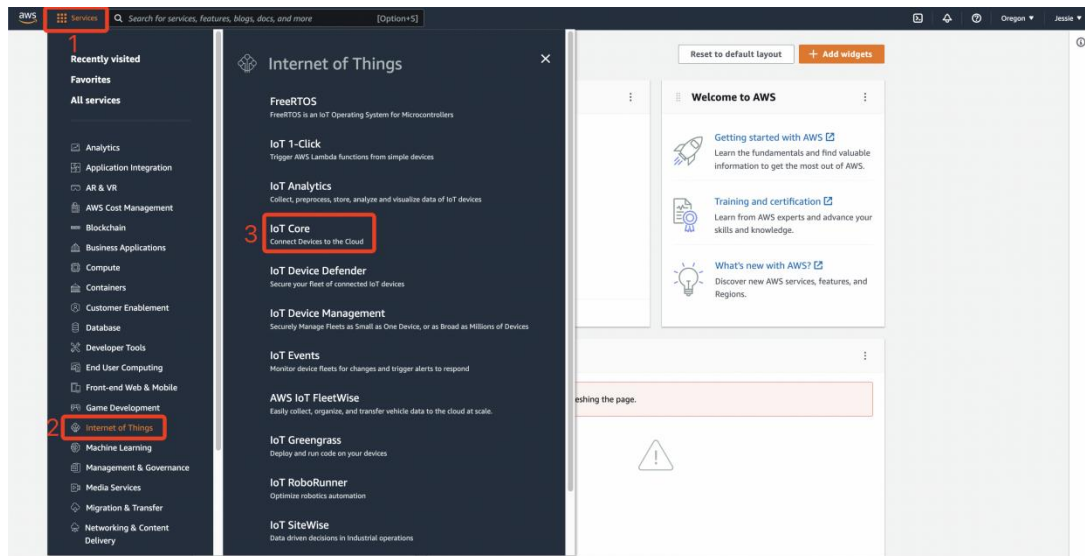 aws
Services
Search for services, features, blogs, docs, and more
[Option+S]
Oregon ▼
Jessie ▼
1
Recently visited
Favorites
All services
Analytics
Application Integration
AR & VR
AWS Cost Management
Blockchain
Business Applications
Compute
Containers
Customer Enablement
Database
Developer Tools
End User Computing
Front-end Web & Mobile
Game Development
2
Internet of Things
Machine Learning
Management & Governance
Media Services
Migration & Transfer
Networking & Content
Delivery
Internet of Things
FreeRTOS
FreeRTOS is an IoT Operating System for Microcontrollers
IoT 1-Click
Trigger AWS Lambda functions from simple devices
IoT Analytics
Collect, preprocess, store, analyze and visualize data of IoT devices
3
IoT Core
Connect Devices to the Cloud
IoT Device Defender
Secure your fleet of connected IoT devices
IoT Device Management
Securely Manage Fleets as Small as One Device, or as Broad as Millions of Devices
IoT Events
Monitor device fleets for changes and trigger alerts to respond
AWS IoT FleetWise
Easily collect, organize, and transfer vehicle data to the cloud at scale.
IoT Greengrass
Deploy and run code on your devices
IoT RoboRunner
Optimize robotics automation
IoT SiteWise
Data driven decisions in Industrial operations
Reset to default layout
+ Add widgets
Welcome to AWS
Getting started with AWS
Learn the fundamentals and find valuable
information to get the most out of AWS.
Training and certification
Learn from AWS experts and advance your
skills and knowledge.
What's new with AWS?
Discover new AWS services, features, and
Regions.
eshing the page.